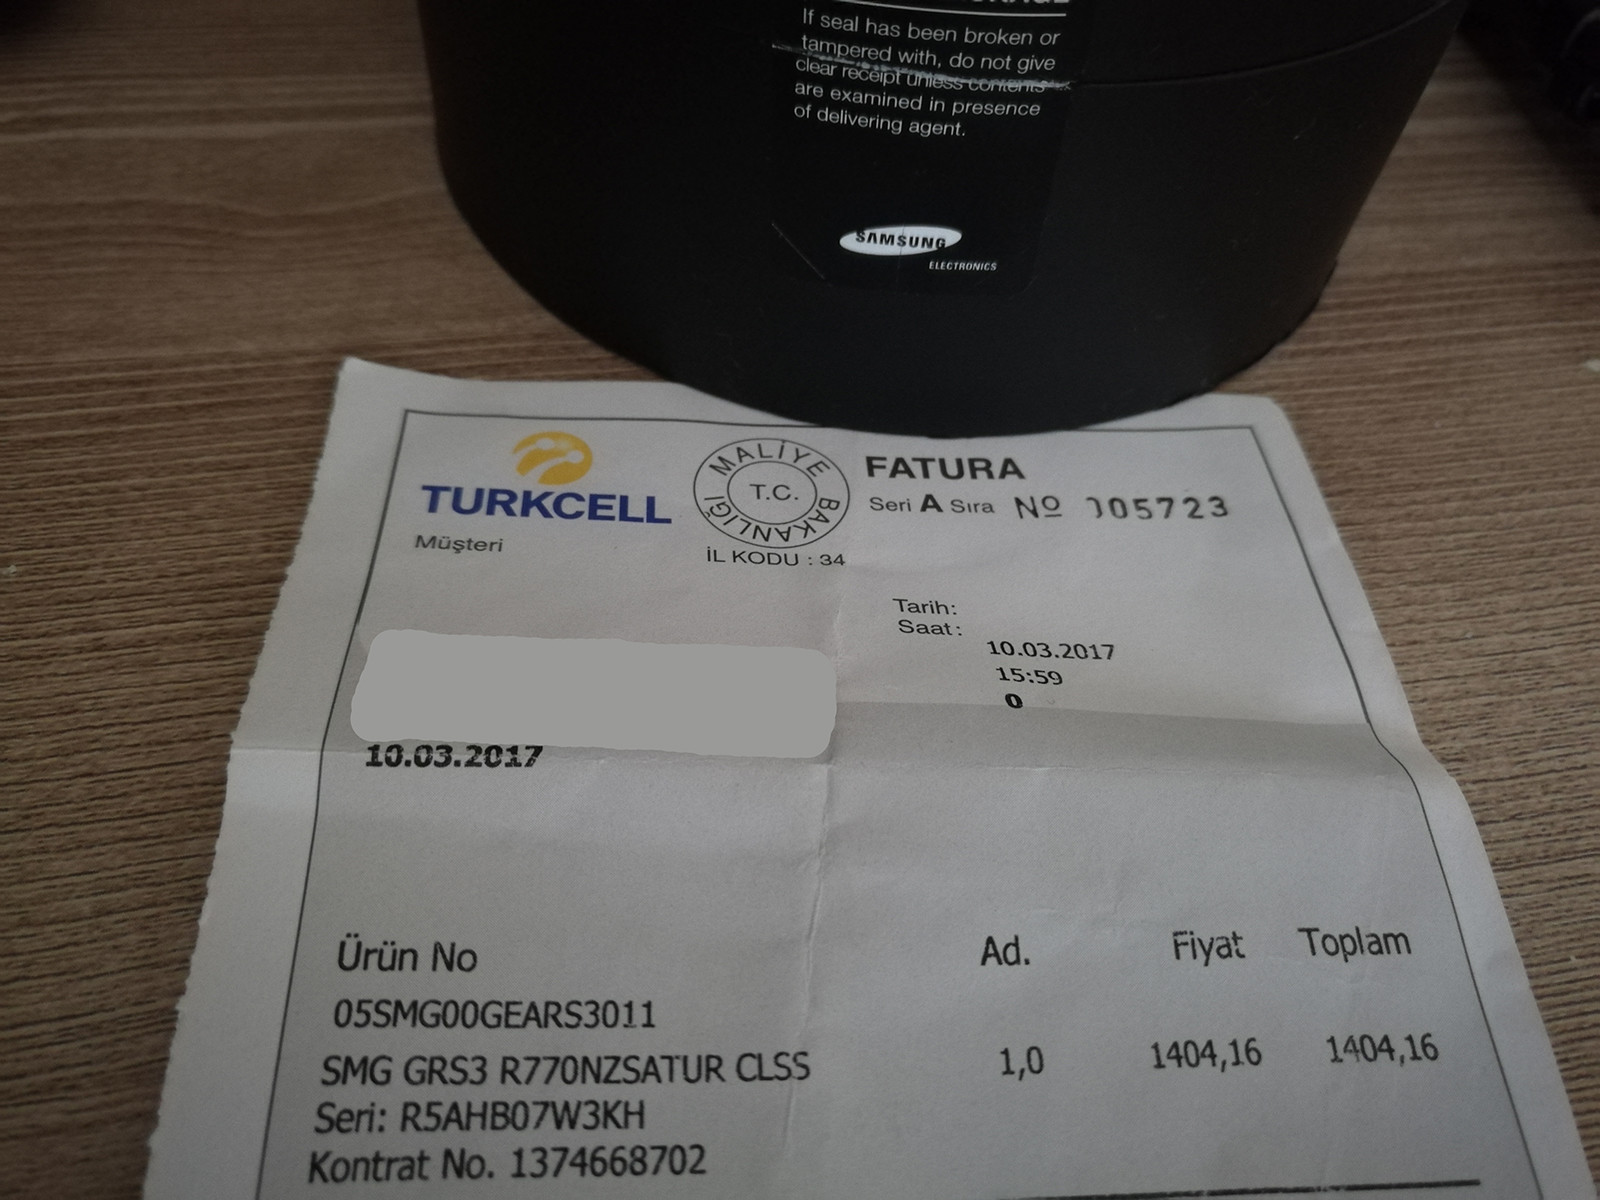 If seal has been broken or
tampered with, do not give
clear receipt unless contents
are examined in presence
of delivering agent.
SAMSUNG
ELECTRONICS
TURKCELL
Müşteri
MALİYE BAKANLIĞI
T.C.
İL KODU : 34
FATURA
Seri A Sıra Nº 005723
Tarih:
Saat:
10.03.2017
15:59
0
10.03.2017
Ürün No Ad. Fiyat Toplam
05SMG00GEARS3011
SMG GRS3 R770NZSATUR CLSS 1,0 1404,16 1404,16
Seri: R5AHB07W3KH
Kontrat No. 1374668702